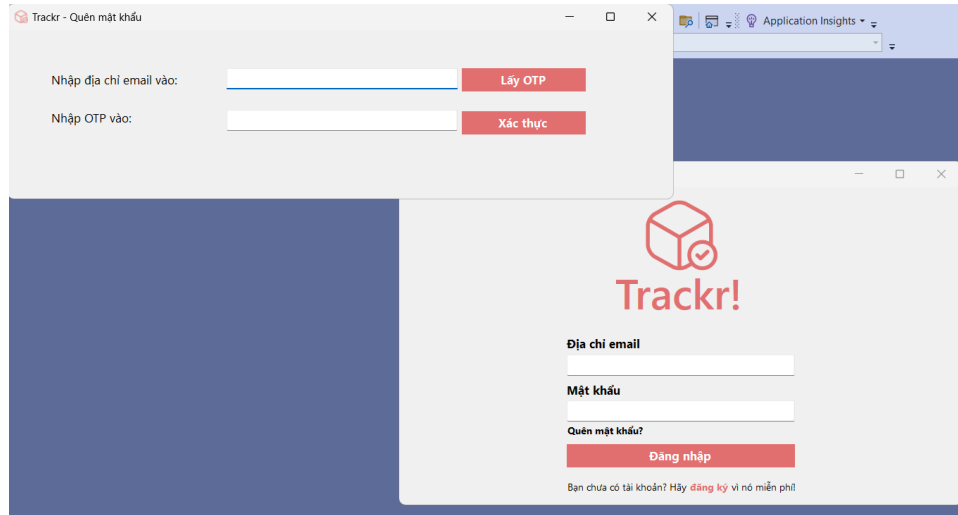 Trackr - Quên mật khẩu
Application Insights
Nhập địa chỉ email vào:
Lấy OTP
Nhập OTP vào:
Xác thực
Trackr!
Địa chỉ email
Mật khẩu
Quên mật khẩu?
Đăng nhập
Bạn chưa có tài khoản? Hãy đăng ký vì nó miễn phí!